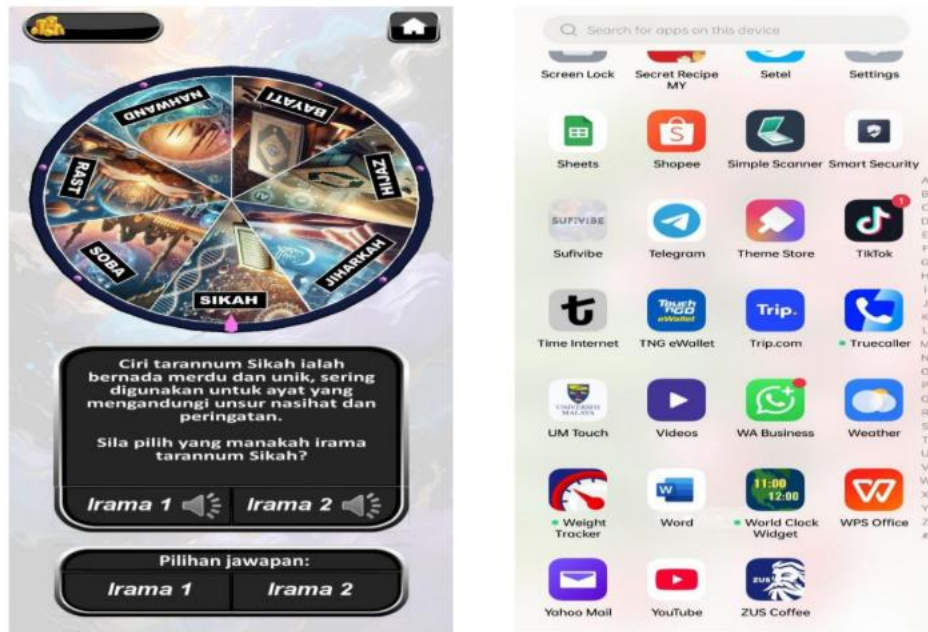 NAHWAND
BAYATI
RAST
HIJAZ
SOBA
JIHARKAH
SIKAH
Ciri tarannum Sikah ialah
bernada merdu dan unik, sering
digunakan untuk ayat yang
mengandungi unsur nasihat dan
peringatan.
Sila pilih yang manakah irama
tarannum Sikah?
Irama 1
Irama 2
Pilihan jawapan:
Irama 1
Irama 2
Search for apps on this device
Screen Lock
Secret Recipe
MY
Setel
Settings
Sheets
Shopee
Simple Scanner
Smart Security
SUFIVIBE
Sufivibe
Telegram
Theme Store
1
TikTok
Touch
'n GO
eWallet
Trip.
Time Internet
TNG eWallet
Trip.com
Truecaller
UNIVERSITI
MALAYA
UM Touch
Videos
WA Business
Weather
W
11:00
12:00
Weight
Tracker
Word
World Clock
Widget
WPS Office
ZUS
Yahoo Mail
YouTube
ZUS Coffee
A
B
C
D
E
F
G
H
I
J
K
L
M
N
O
P
Q
R
S
T
U
V
W
X
Y
Z
#